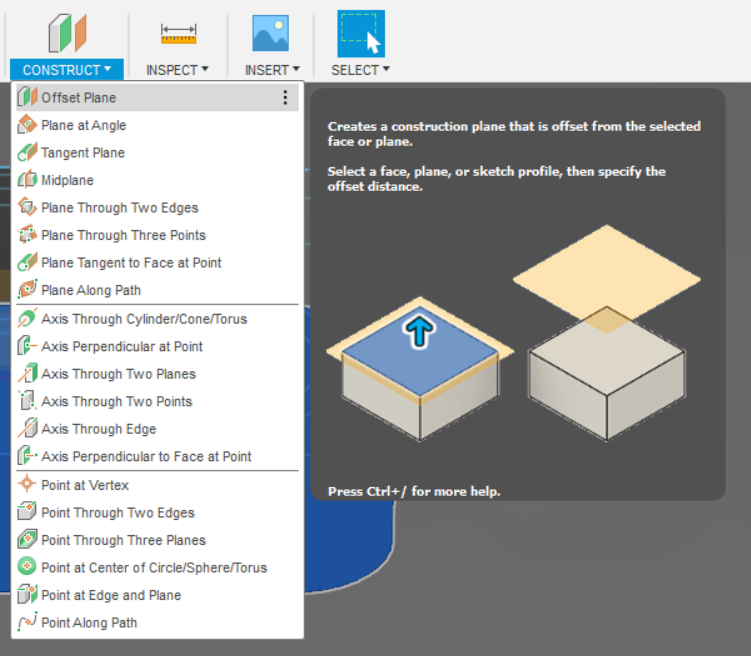 CONSTRUCT ▾ INSPECT ▾ INSERT ▾ SELECT ▾
Offset Plane
Plane at Angle
Tangent Plane
Midplane
Plane Through Two Edges
Plane Through Three Points
Plane Tangent to Face at Point
Plane Along Path
Axis Through Cylinder/Cone/Torus
Axis Perpendicular at Point
Axis Through Two Planes
Axis Through Two Points
Axis Through Edge
Axis Perpendicular to Face at Point
Point at Vertex
Point Through Two Edges
Point Through Three Planes
Point at Center of Circle/Sphere/Torus
Point at Edge and Plane
Point Along Path
Creates a construction plane that is offset from the selected
face or plane.
Select a face, plane, or sketch profile, then specify the
offset distance.
Press Ctrl+/ for more help.